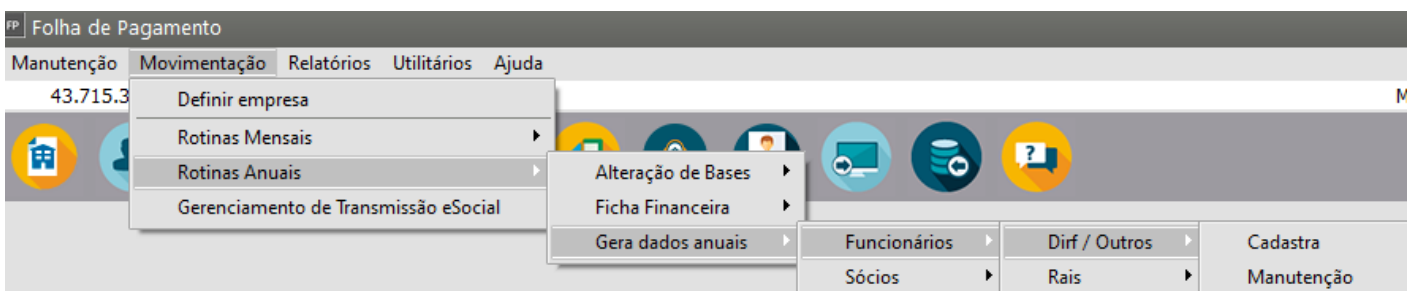 FP Folha de Pagamento
Manutenção Movimentação Relatórios Utilitários Ajuda
43.715.3 Definir empresa M
Rotinas Mensais
Rotinas Anuais Alteração de Bases
Gerenciamento de Transmissão eSocial Ficha Financeira
Gera dados anuais Funcionários Dirf / Outros Cadastra
Sócios Rais Manutenção